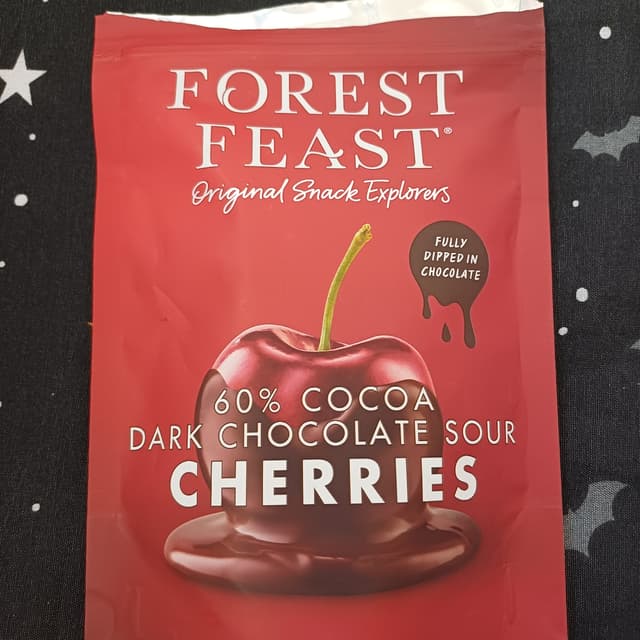 FOREST
FEAST®
Original Snack Explorers
FULLY
DIPPED IN
CHOCOLATE
60% COCOA
DARK CHOCOLATE SOUR
CHERRIES